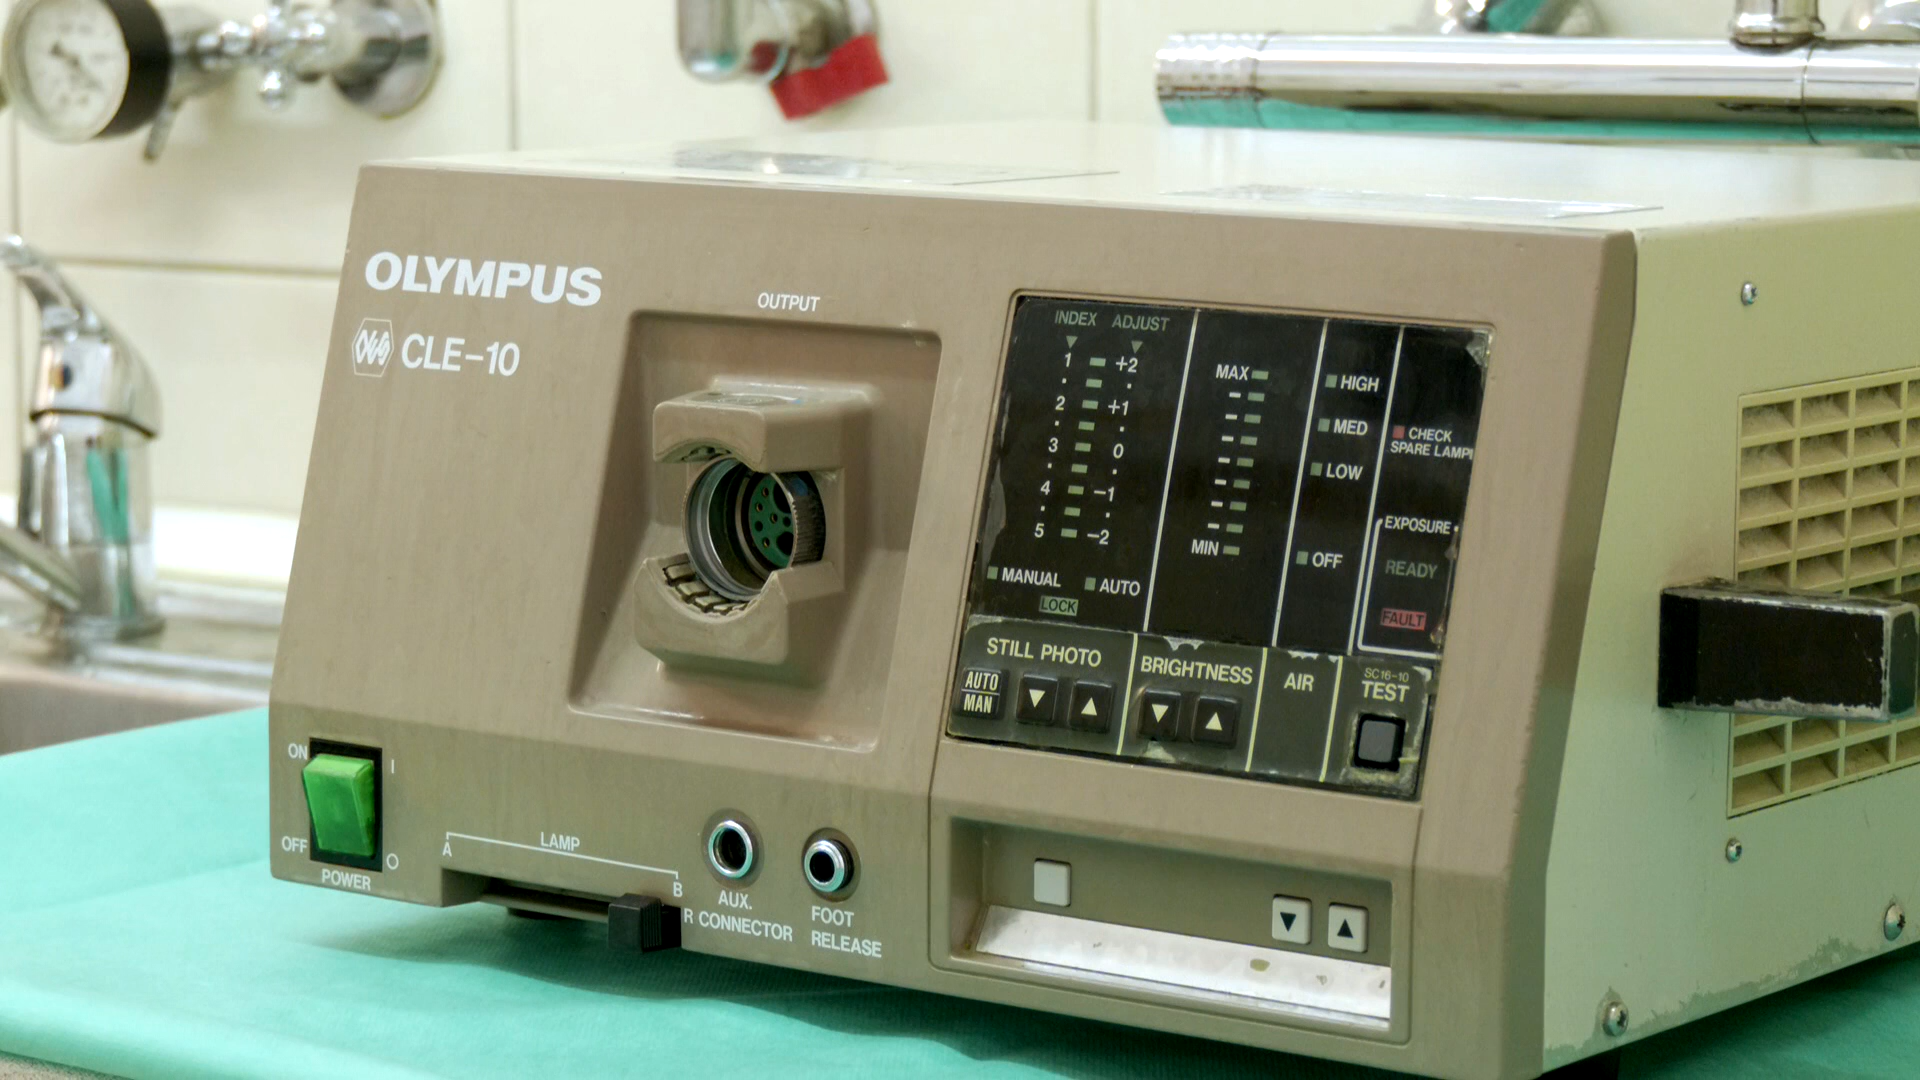 OLYMPUS
CLE-10
OUTPUT
INDEX ADJUST
1 +2
2 +1
3 0
4 -1
5 -2
MANUAL AUTO
LOCK
MAX
MIN
HIGH
MED
LOW
OFF
CHECK
SPARE LAMP
EXPOSURE
READY
FAULT
STILL PHOTO
AUTO
MAN
BRIGHTNESS
AIR
SC16-10
TEST
ON I
OFF O
POWER
LAMP
A B
AUX.
R CONNECTOR
FOOT
RELEASE